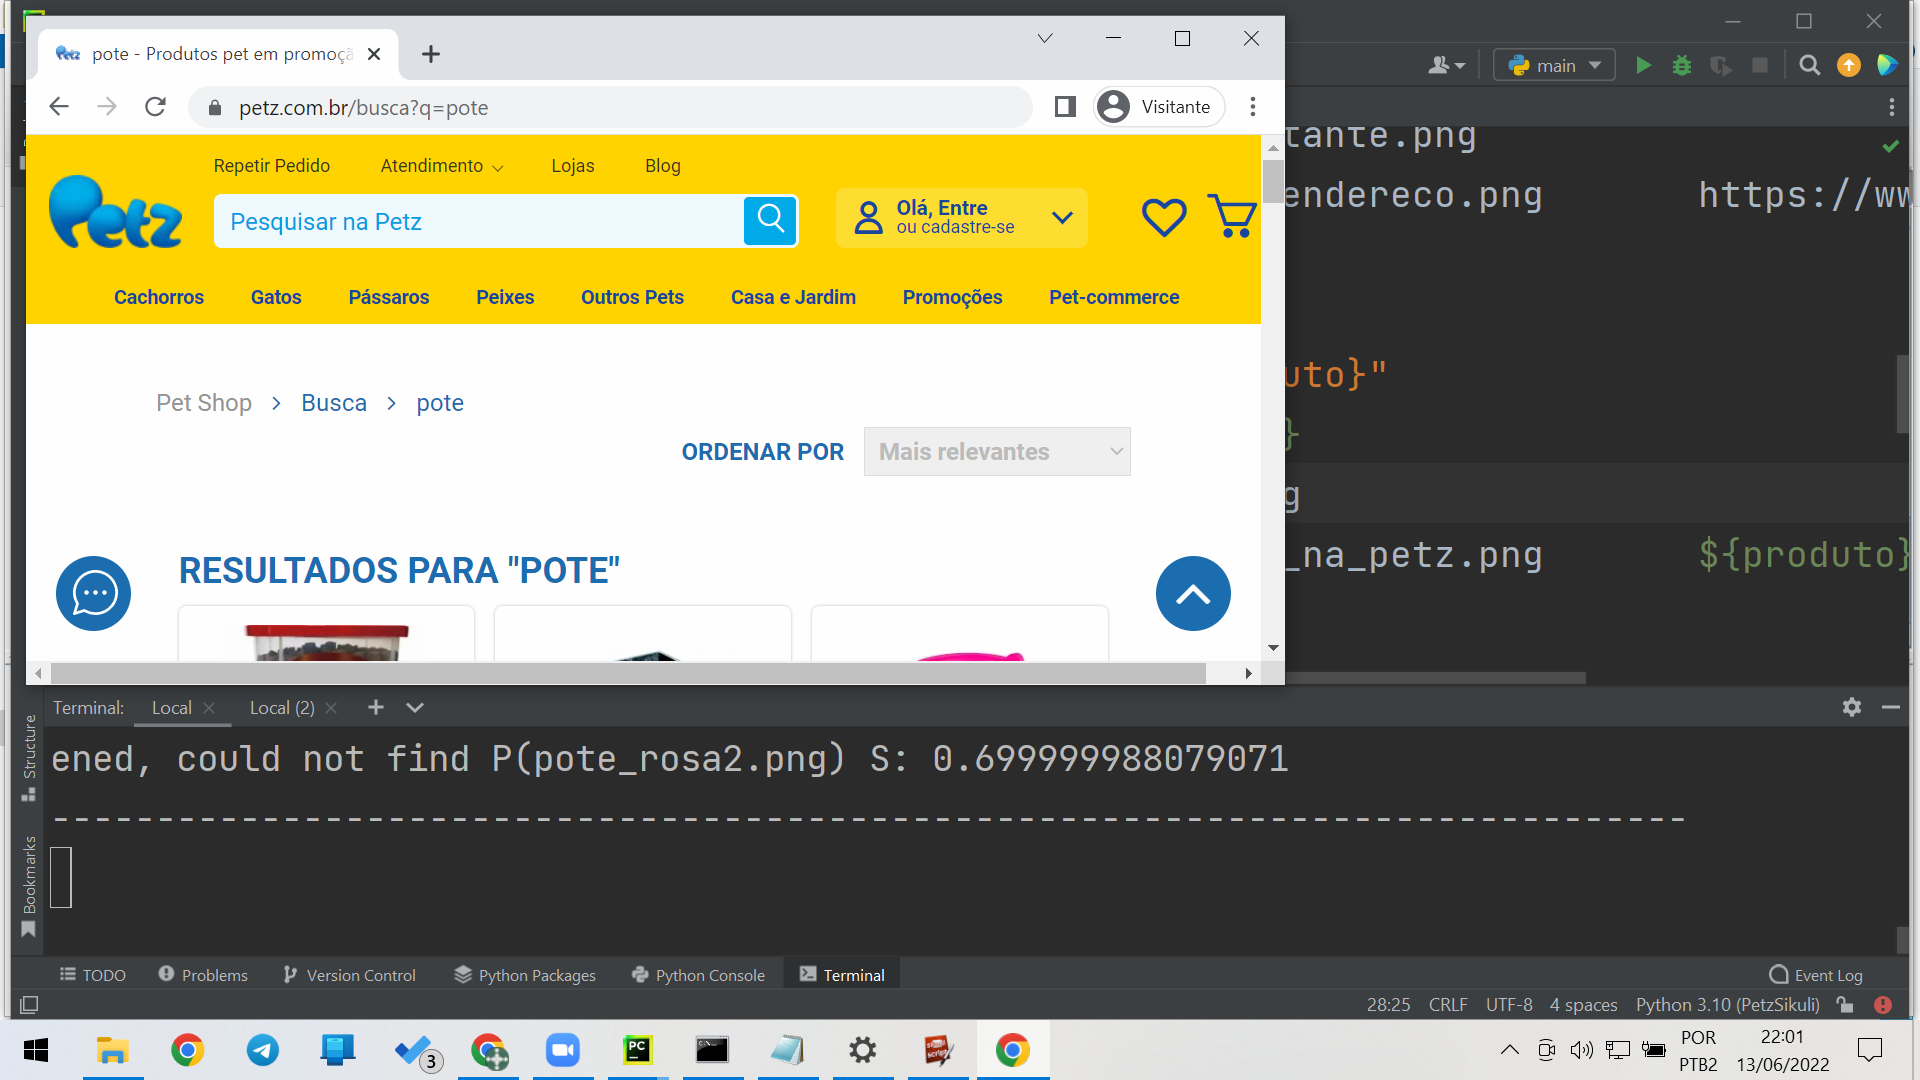 pote - Produtos pet em promoçã
petz.com.br/busca?q=pote
Visitante
main
Repetir Pedido
Atendimento
Lojas
Blog
Petz
Pesquisar na Petz
Olá, Entre
ou cadastre-se
Cachorros
Gatos
Pássaros
Peixes
Outros Pets
Casa e Jardim
Promoções
Pet-commerce
Pet Shop > Busca > pote
ORDENAR POR
Mais relevantes
RESULTADOS PARA "POTE"
tante.png
endereco.png https://ww
uto}"
}
g
_na_petz.png ${produto}
Terminal: Local Local (2)
ened, could not find P(pote_rosa2.png) S: 0.699999988079071
------------------------------------------------------------------------------
Structure
Bookmarks
TODO
Problems
Version Control
Python Packages
Python Console
Terminal
Event Log
28:25 CRLF UTF-8 4 spaces Python 3.10 (PetzSikuli)
3
PC
script
POR
PTB2
22:01
13/06/2022